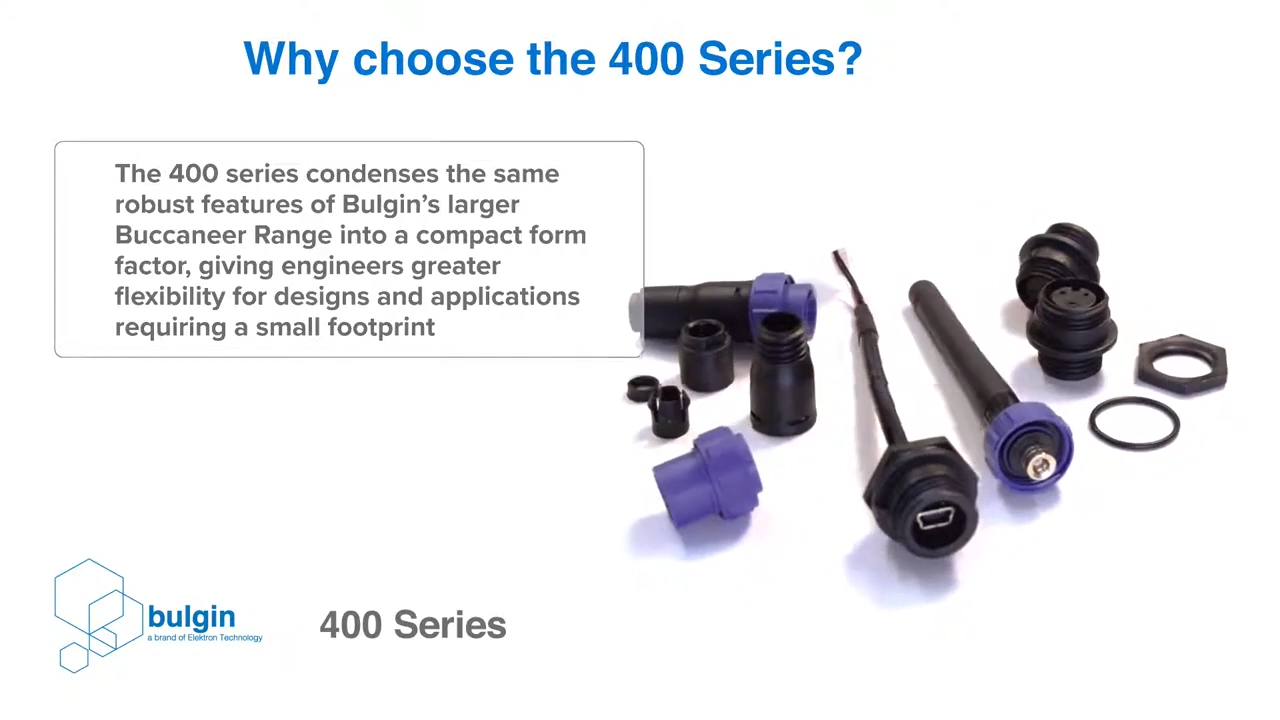 Why choose the 400 Series?
The 400 series condenses the same
robust features of Bulgin’s larger
Buccaneer Range into a compact form
factor, giving engineers greater
flexibility for designs and applications
requiring a small footprint
bulgin
a brand of Elektron Technology
400 Series